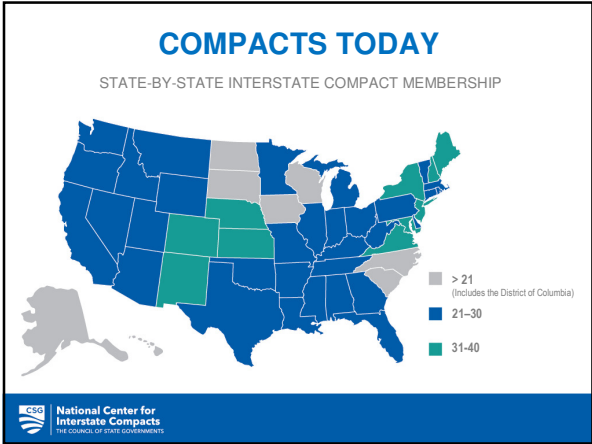 COMPACTS TODAY
STATE-BY-STATE INTERSTATE COMPACT MEMBERSHIP
> 21
(Includes the District of Columbia)
21–30
31-40
CSG
National Center for
Interstate Compacts
THE COUNCIL OF STATE GOVERNMENTS